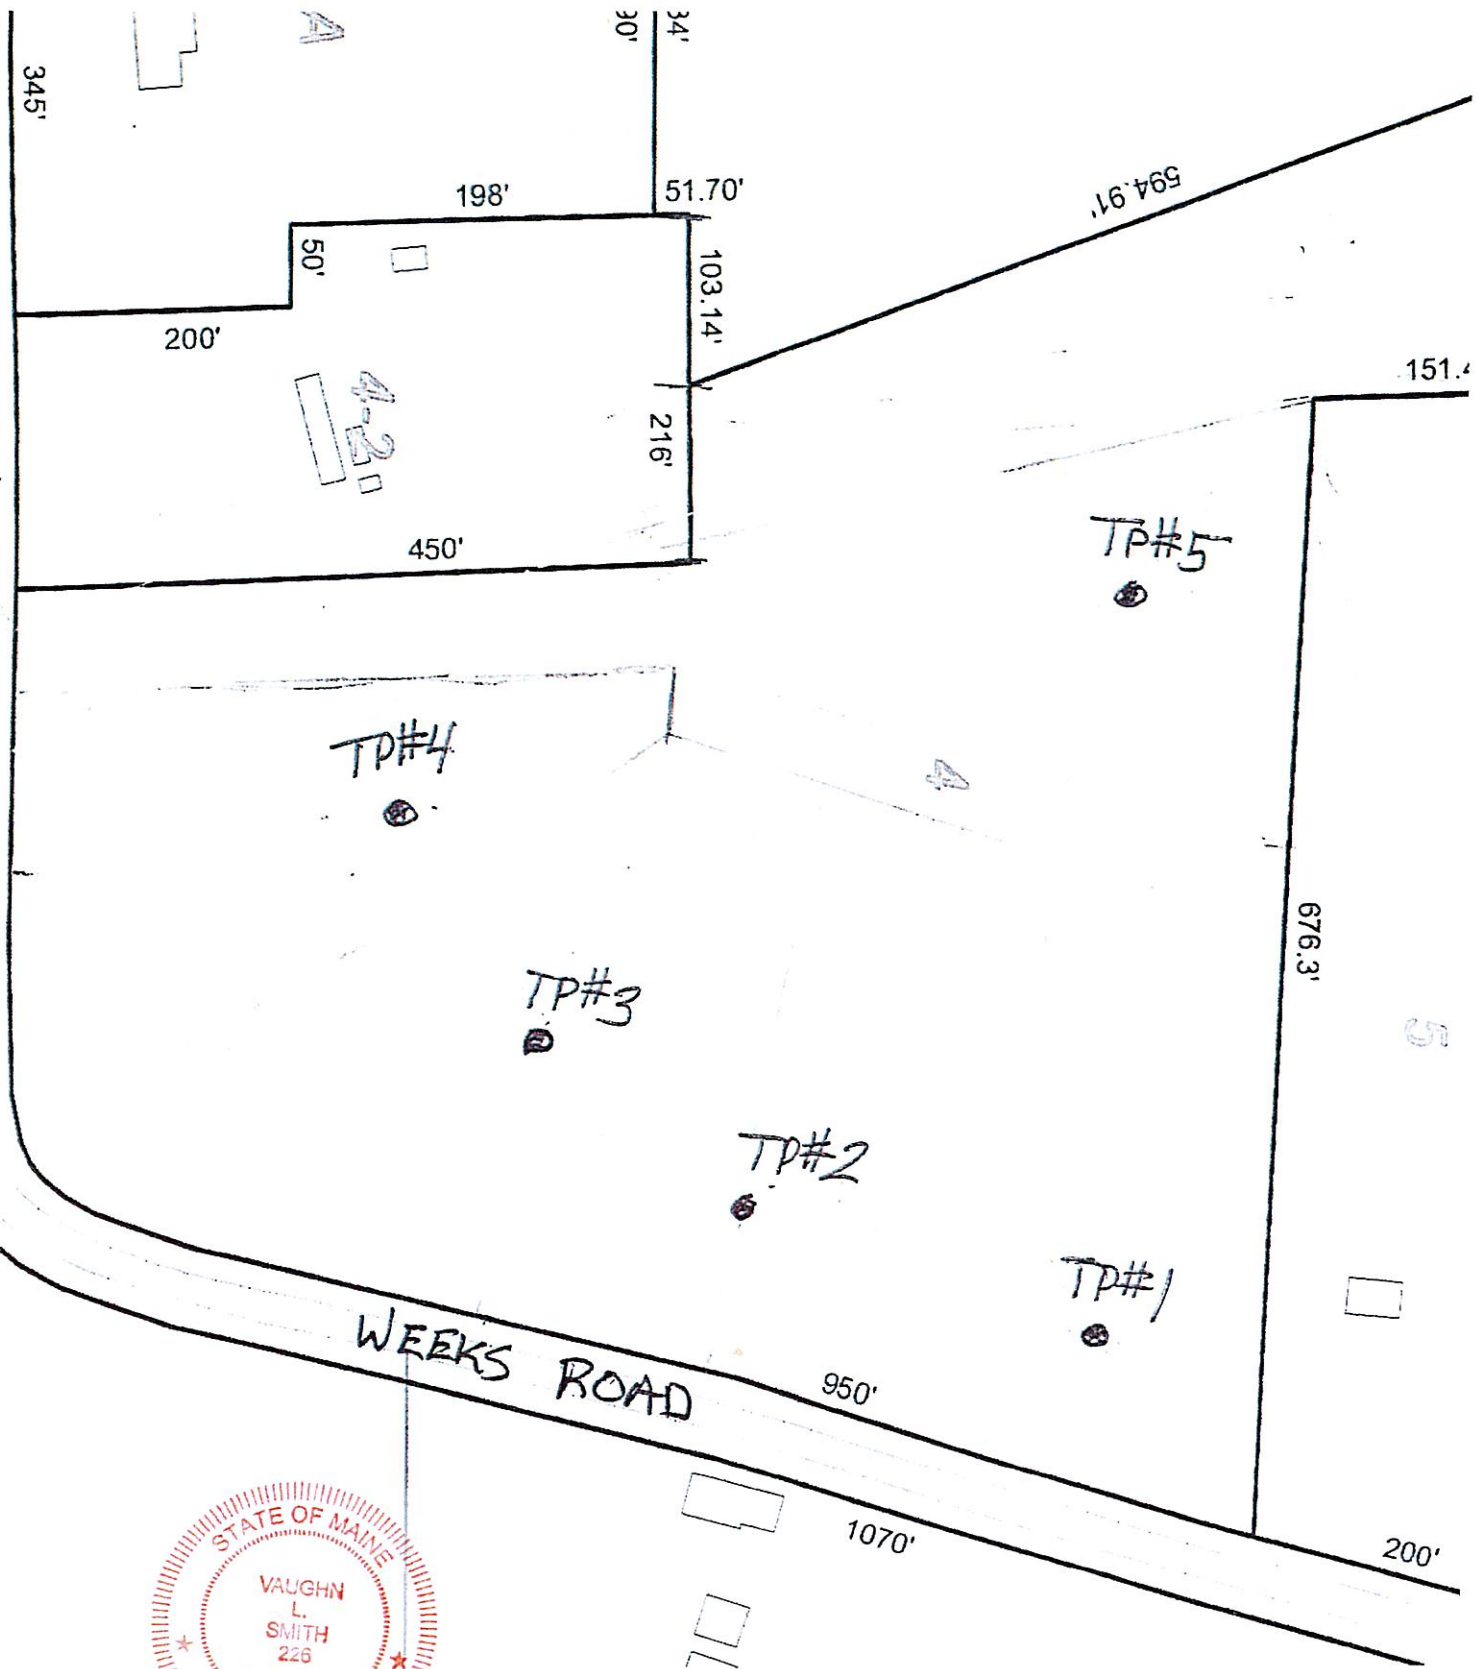 345'
A
198'
51.70'
594.91'
50'
103.14'
200'
4-2
216'
151.
450'
TP#5
TP#4
4
676.3'
TP#3
5
TP#2
TP#1
WEEKS ROAD
950'
1070'
200'
STATE OF MAINE
VAUGHN
L.
SMITH
226